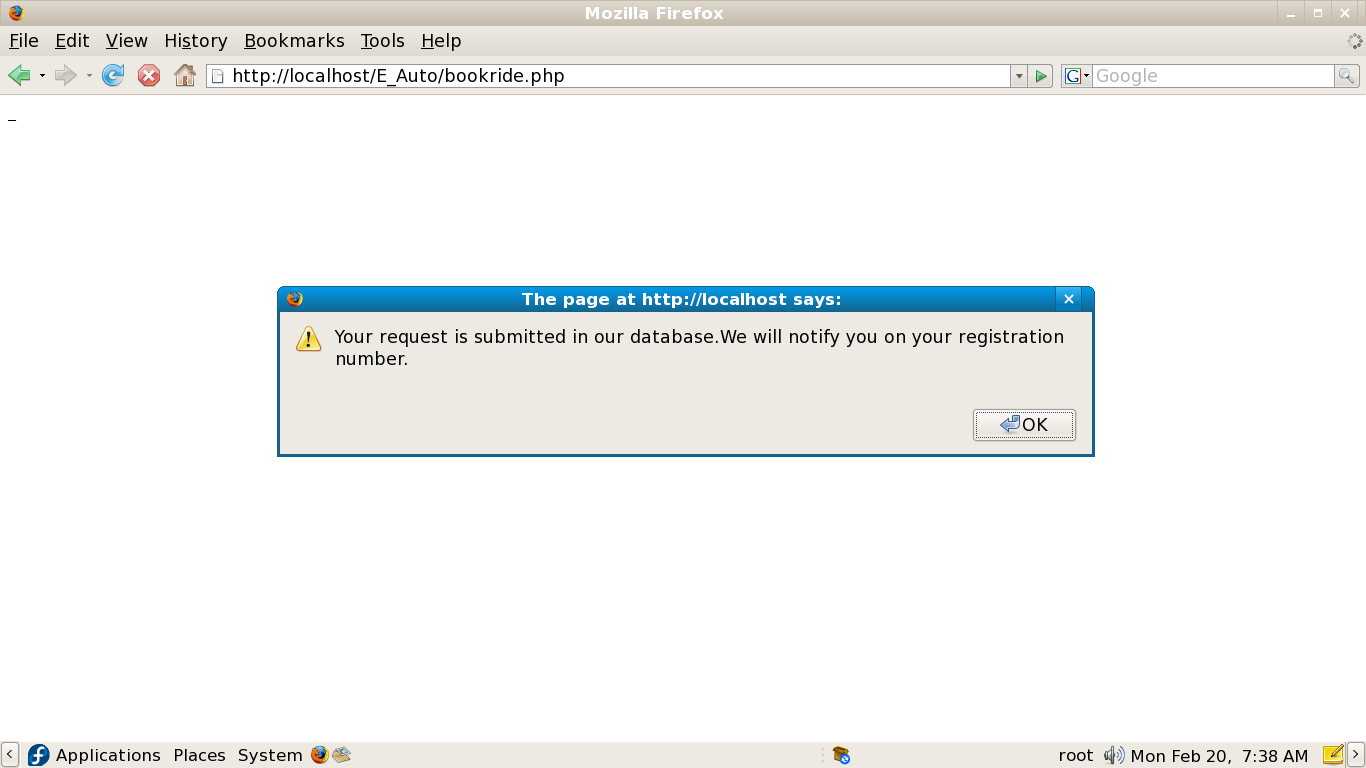 Mozilla Firefox
File Edit View History Bookmarks Tools Help
http://localhost/E_Auto/bookride.php G Google
_
The page at http://localhost says:
Your request is submitted in our database.We will notify you on your registration
number.
OK
Applications Places System root Mon Feb 20, 7:38 AM